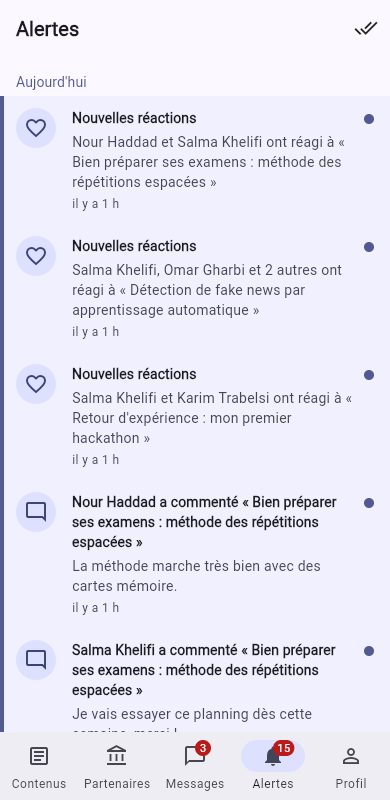 Alertes
Aujourd'hui
Nouvelles réactions
Nour Haddad et Salma Khelifi ont réagi à «
Bien préparer ses examens : méthode des
répétitions espacées »
il y a 1 h
Nouvelles réactions
Salma Khelifi, Omar Gharbi et 2 autres ont
réagi à « Détection de fake news par
apprentissage automatique »
il y a 1 h
Nouvelles réactions
Salma Khelifi et Karim Trabelsi ont réagi à «
Retour d'expérience : mon premier
hackathon »
il y a 1 h
Nour Haddad a commenté « Bien préparer
ses examens : méthode des répétitions
espacées »
La méthode marche très bien avec des
cartes mémoire.
il y a 1 h
Salma Khelifi a commenté « Bien préparer
ses examens : méthode des répétitions
espacées »
Je vais essayer ce planning dès cette
semaine, merci !
3
15
Contenus
Partenaires
Messages
Alertes
Profil